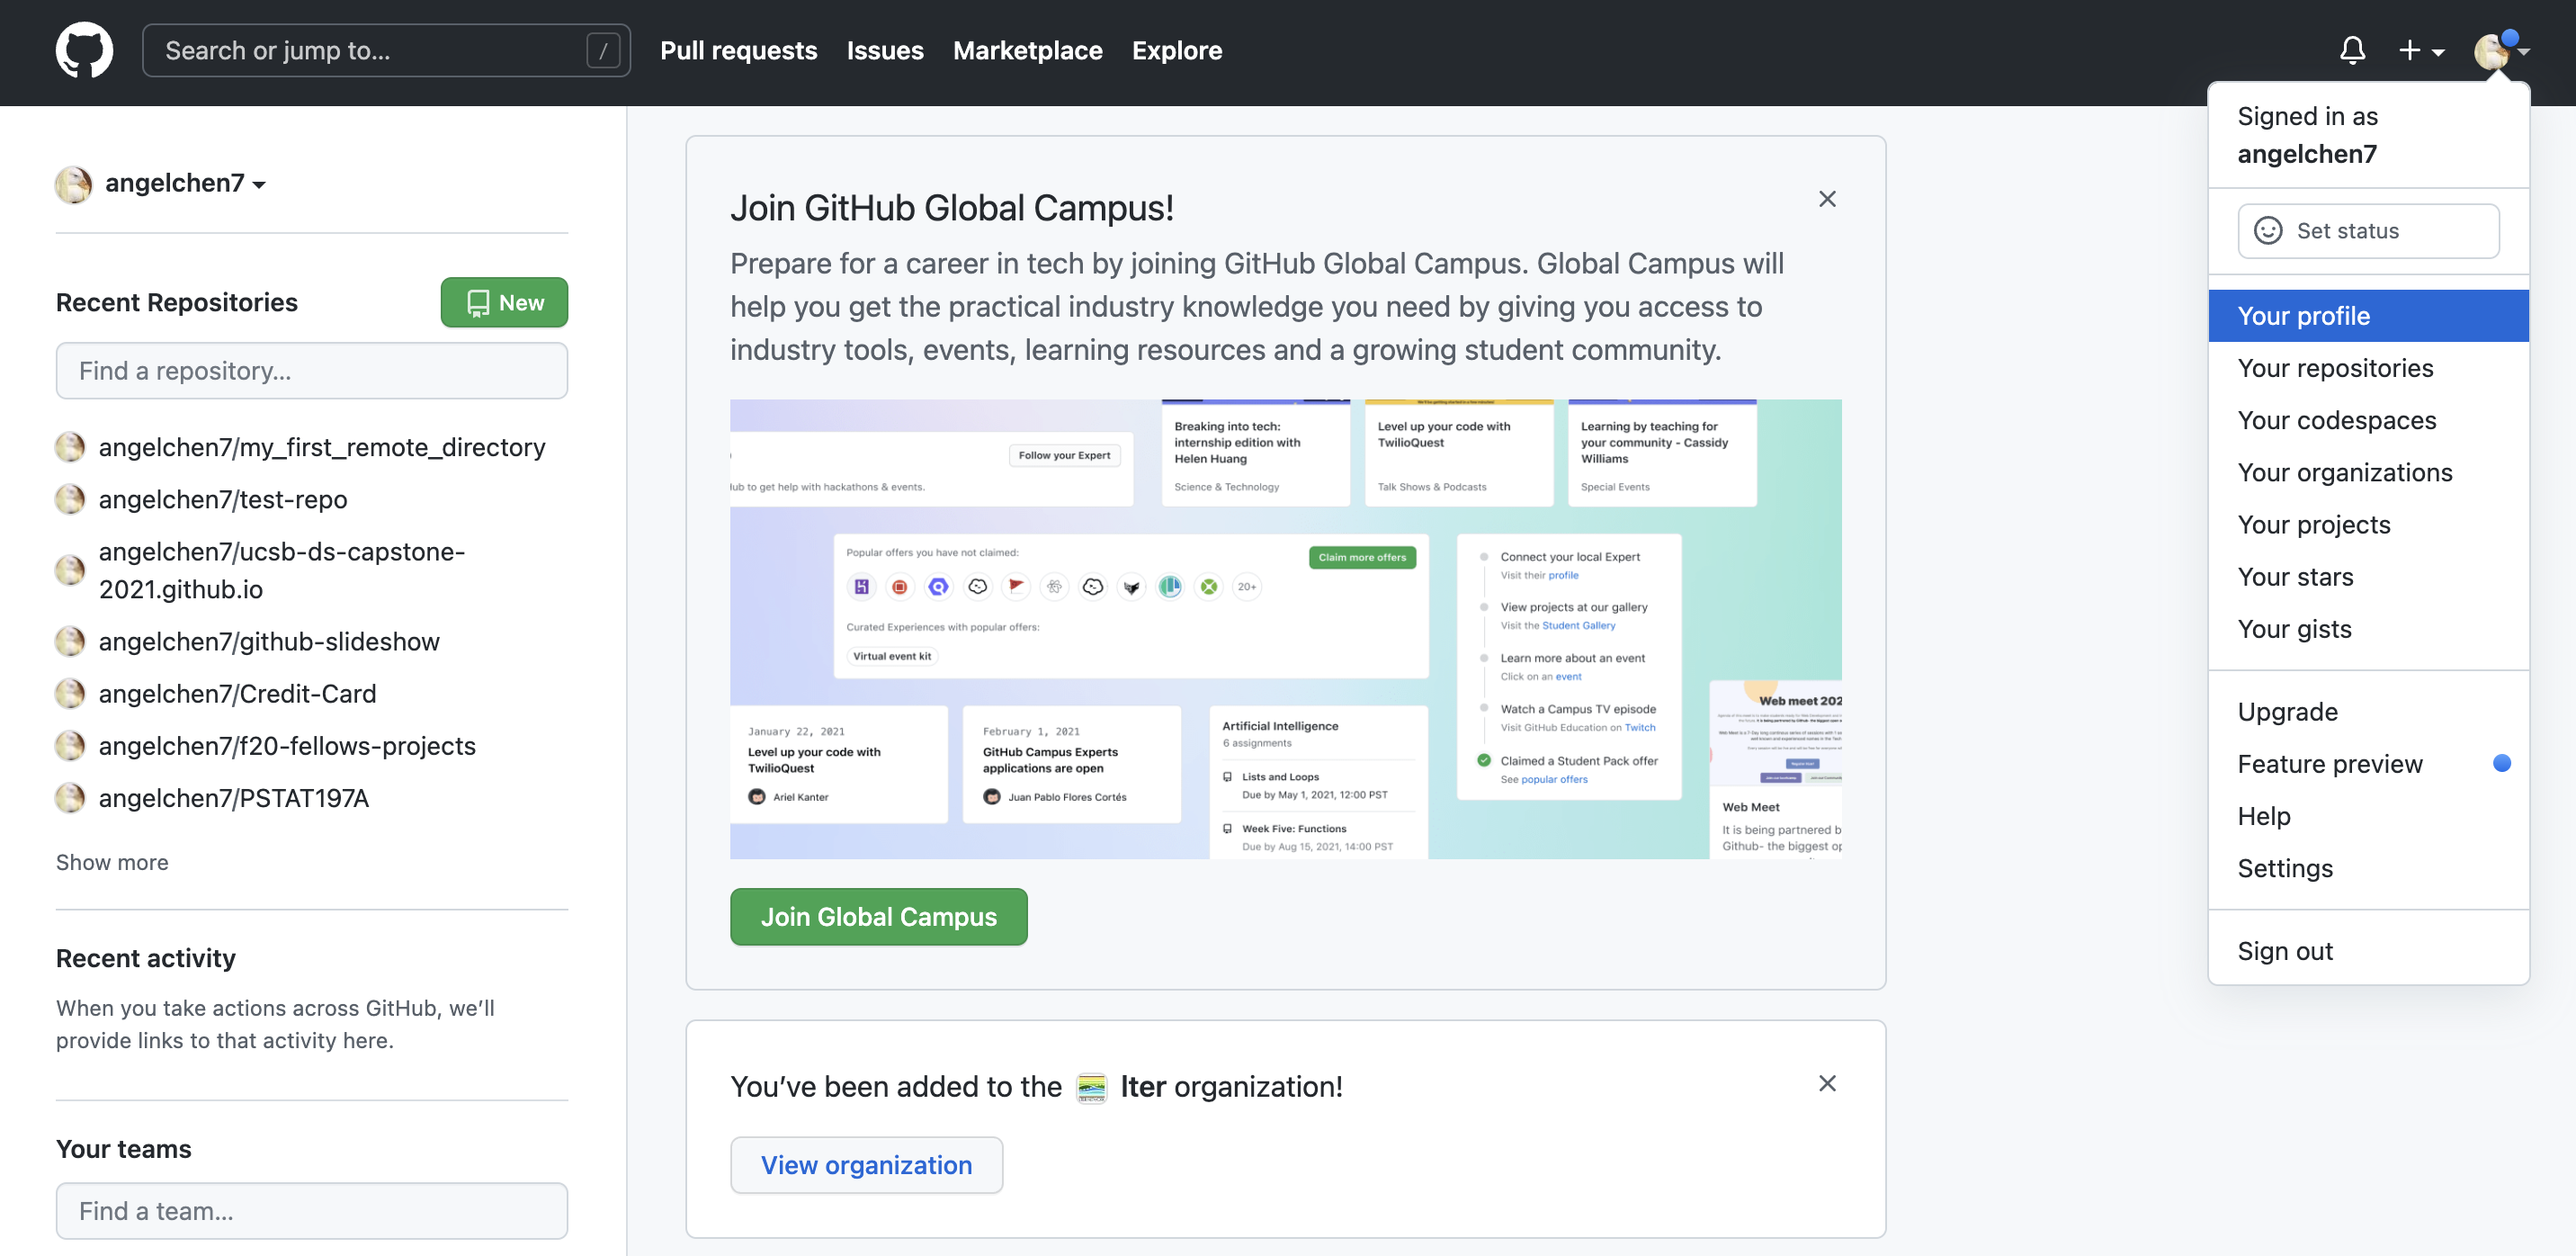 Search or jump to... /
Pull requests
Issues
Marketplace
Explore
angelchen7
Recent Repositories
New
Find a repository...
angelchen7/my_first_remote_directory
angelchen7/test-repo
angelchen7/ucsb-ds-capstone-
2021.github.io
angelchen7/github-slideshow
angelchen7/Credit-Card
angelchen7/f20-fellows-projects
angelchen7/PSTAT197A
Show more
Recent activity
When you take actions across GitHub, we’ll
provide links to that activity here.
Your teams
Find a team...
Join GitHub Global Campus!
Prepare for a career in tech by joining GitHub Global Campus. Global Campus will
help you get the practical industry knowledge you need by giving you access to
industry tools, events, learning resources and a growing student community.
Follow your Expert
to get help with hackathons & events.
Breaking into tech:
internship edition with
Helen Huang
Science & Technology
Level up your code with
TwilioQuest
Talk Shows & Podcasts
Learning by teaching for
your community - Cassidy
Williams
Special Events
Popular offers you have not claimed:
Claim more offers
20+
Curated Experiences with popular offers:
Virtual event kit
Connect your local Expert
Visit their profile
View projects at our gallery
Visit the Student Gallery
Learn more about an event
Click on an event
Watch a Campus TV episode
Visit GitHub Education on Twitch
Claimed a Student Pack offer
See popular offers
January 22, 2021
Level up your code with
TwilioQuest
Ariel Kanter
February 1, 2021
GitHub Campus Experts
applications are open
Juan Pablo Flores Cortés
Artificial Intelligence
6 assignments
Lists and Loops
Due by May 1, 2021, 12:00 PST
Week Five: Functions
Due by Aug 15, 2021, 14:00 PST
Web meet 202
Web Meet
It is being partnered b
Github- the biggest op
Join Global Campus
You’ve been added to the lter organization!
View organization
Signed in as
angelchen7
Set status
Your profile
Your repositories
Your codespaces
Your organizations
Your projects
Your stars
Your gists
Upgrade
Feature preview
Help
Settings
Sign out